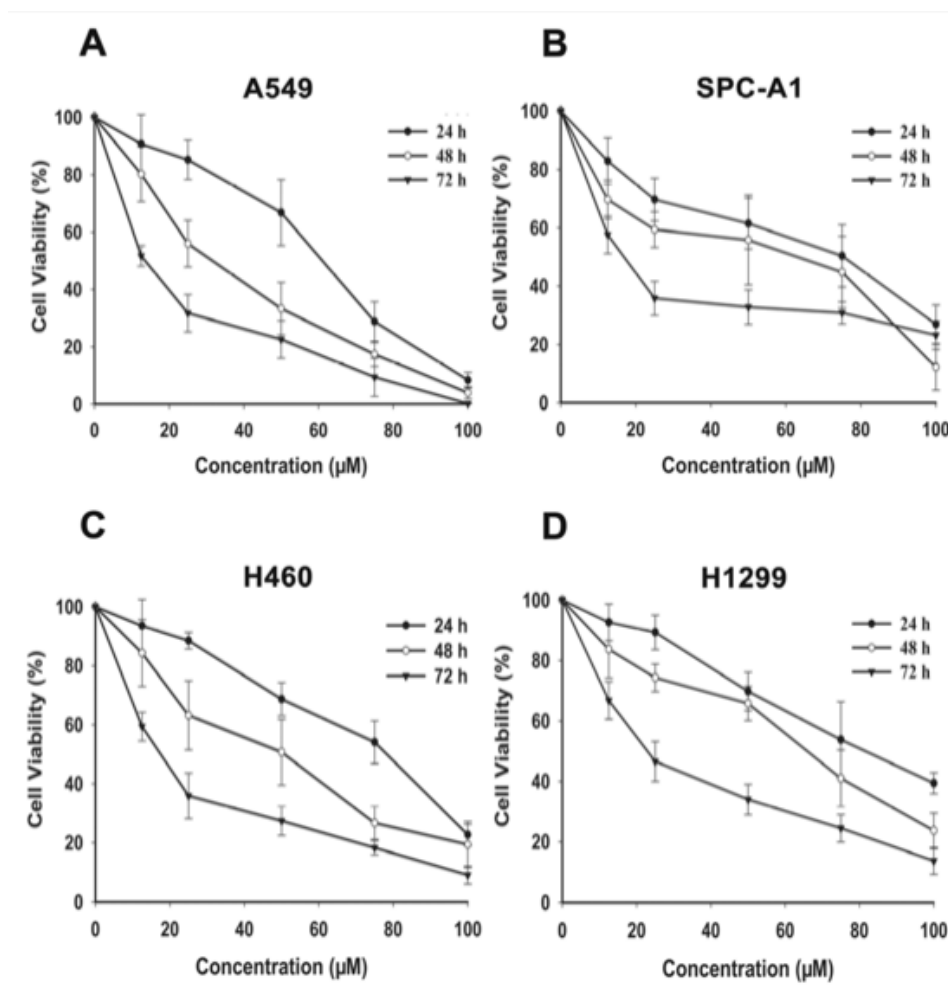 A
A549
100
80
60
40
20
0
Cell Viability (%)
24 h
48 h
72 h
0 20 40 60 80 100
Concentration (µM)
B
SPC-A1
100
80
60
40
20
0
Cell Viability (%)
24 h
48 h
72 h
0 20 40 60 80 100
Concentration (µM)
C
H460
100
80
60
40
20
0
Cell Viability (%)
24 h
48 h
72 h
0 20 40 60 80 100
Concentration (µM)
D
H1299
100
80
60
40
20
0
Cell Viability (%)
24 h
48 h
72 h
0 20 40 60 80 100
Concentration (µM)